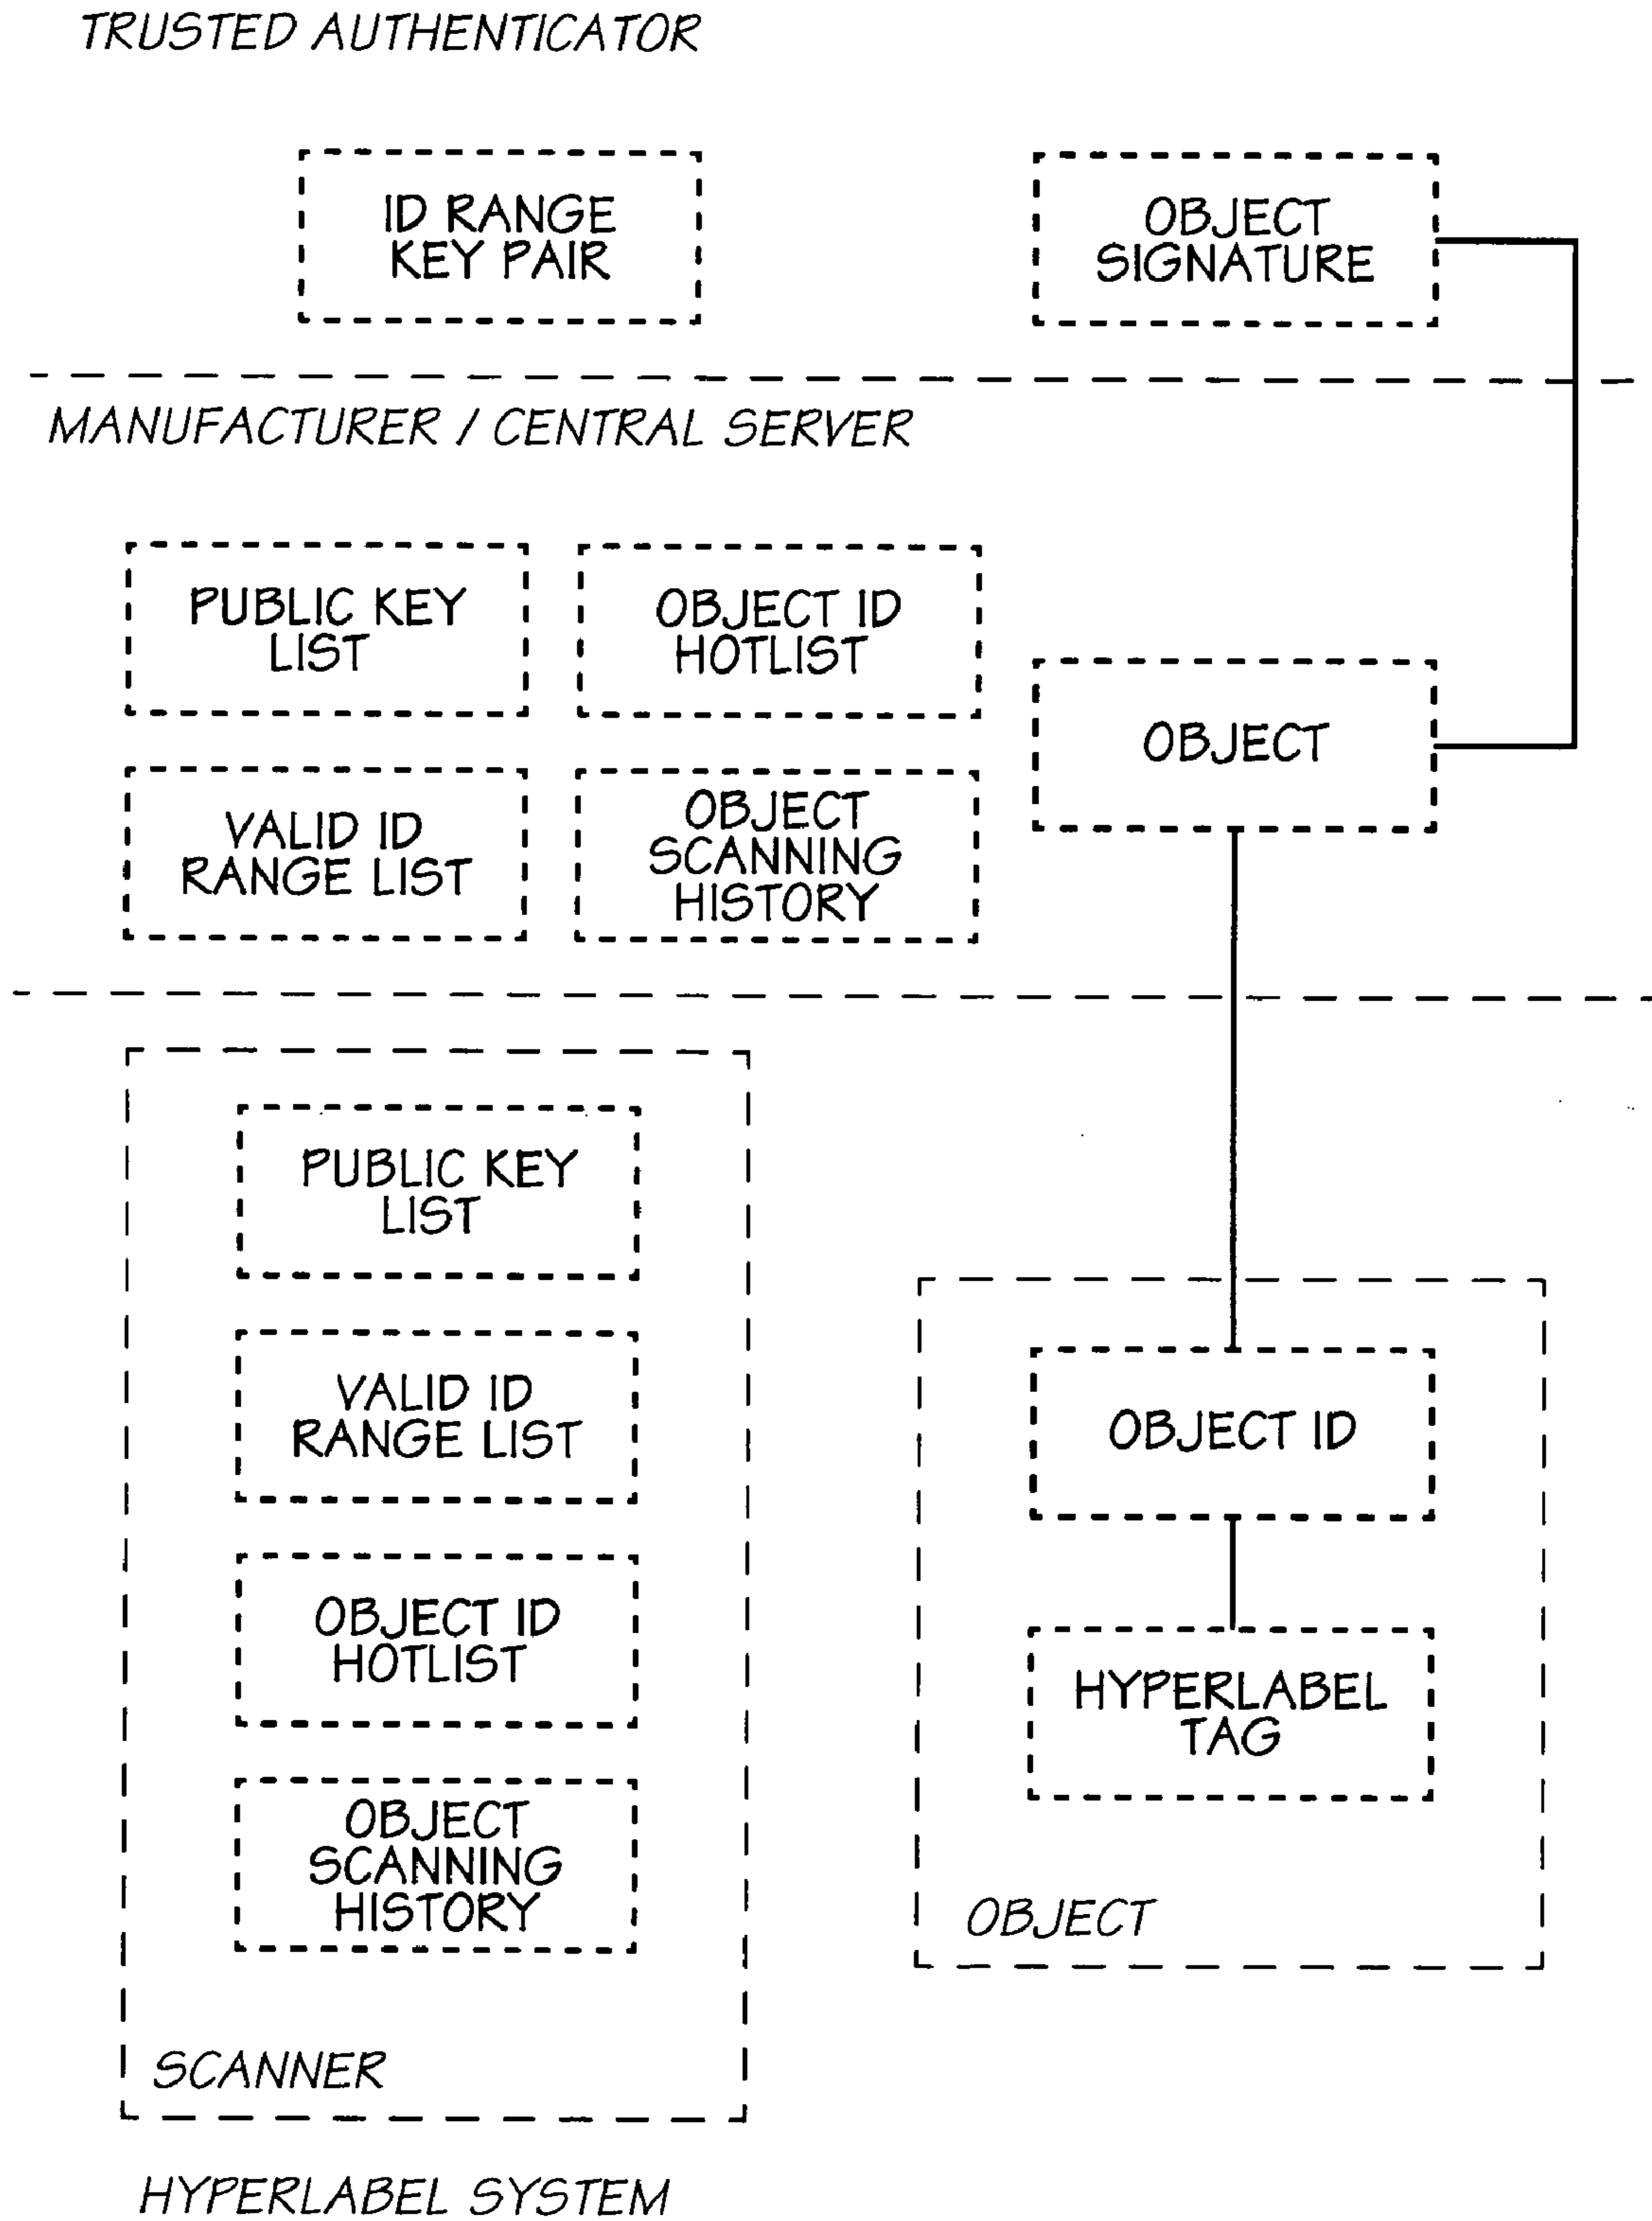 TRUSTED AUTHENTICATOR
ID RANGE
KEY PAIR
OBJECT
SIGNATURE
MANUFACTURER / CENTRAL SERVER
PUBLIC KEY
LIST
OBJECT ID
HOTLIST
OBJECT
VALID ID
RANGE LIST
OBJECT
SCANNING
HISTORY
PUBLIC KEY
LIST
VALID ID
RANGE LIST
OBJECT ID
HOTLIST
OBJECT
SCANNING
HISTORY
SCANNER
OBJECT ID
HYPERLABEL
TAG
OBJECT
HYPERLABEL SYSTEM